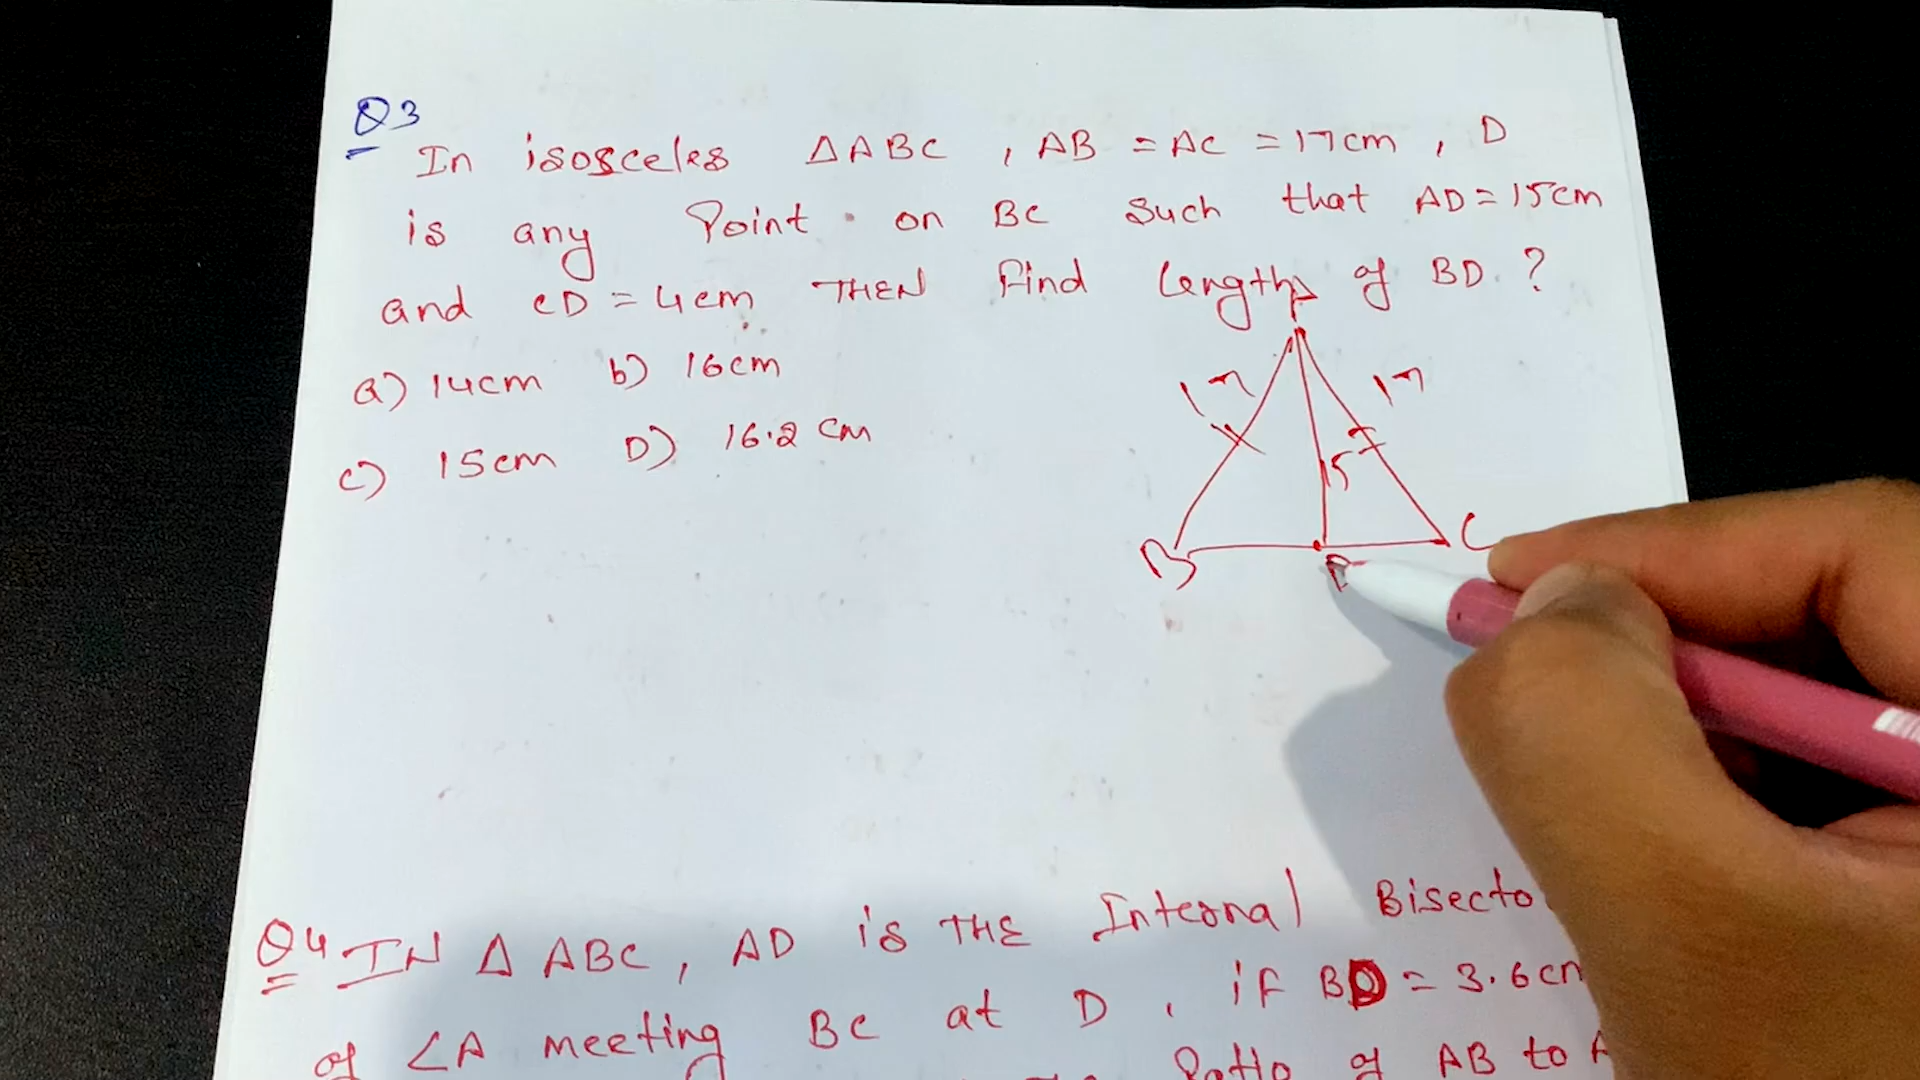 Q3
In isosceles ΔABC , AB = AC = 17cm , D
is any Point on BC Such that AD = 15cm
and CD = 4cm THEN find lengths of BD ?
a) 14cm b) 16cm
c) 15cm D) 16.2 cm
17 17
15
B D C
Q4 IN Δ ABC, AD is THE Internal Bisecto
of ∠A meeting BC at D , if BD = 3.6cm
Ratio of AB to A